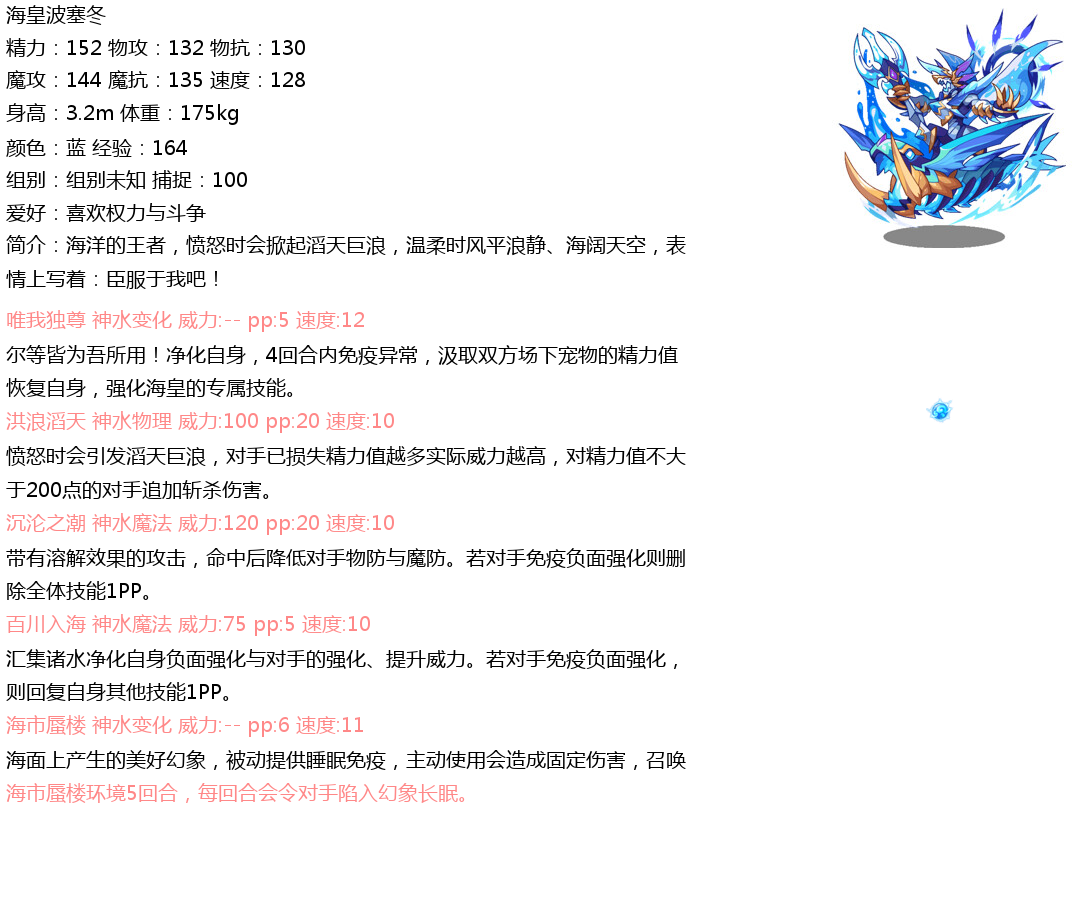 海皇波塞冬
精力：152 物攻：132 物抗：130
魔攻：144 魔抗：135 速度：128
身高：3.2m 体重：175kg
颜色：蓝 经验：164
组别：组别未知 捕捉：100
爱好：喜欢权力与斗争
简介：海洋的王者，愤怒时会掀起滔天巨浪，温柔时风平浪静、海阔天空，表
情上写着：臣服于我吧！
唯我独尊 神水变化 威力:-- pp:5 速度:12
尔等皆为吾所用！净化自身，4回合内免疫异常，汲取双方场下宠物的精力值
恢复自身，强化海皇的专属技能。
洪浪滔天 神水物理 威力:100 pp:20 速度:10
愤怒时会引发滔天巨浪，对手已损失精力值越多实际威力越高，对精力值不大
于200点的对手追加斩杀伤害。
沉沦之潮 神水魔法 威力:120 pp:20 速度:10
带有溶解效果的攻击，命中后降低对手物防与魔防。若对手免疫负面强化则删
除全体技能1PP。
百川入海 神水魔法 威力:75 pp:5 速度:10
汇集诸水净化自身负面强化与对手的强化、提升威力。若对手免疫负面强化，
则回复自身其他技能1PP。
海市蜃楼 神水变化 威力:-- pp:6 速度:11
海面上产生的美好幻象，被动提供睡眠免疫，主动使用会造成固定伤害，召唤
海市蜃楼环境5回合，每回合会令对手陷入幻象长眠。